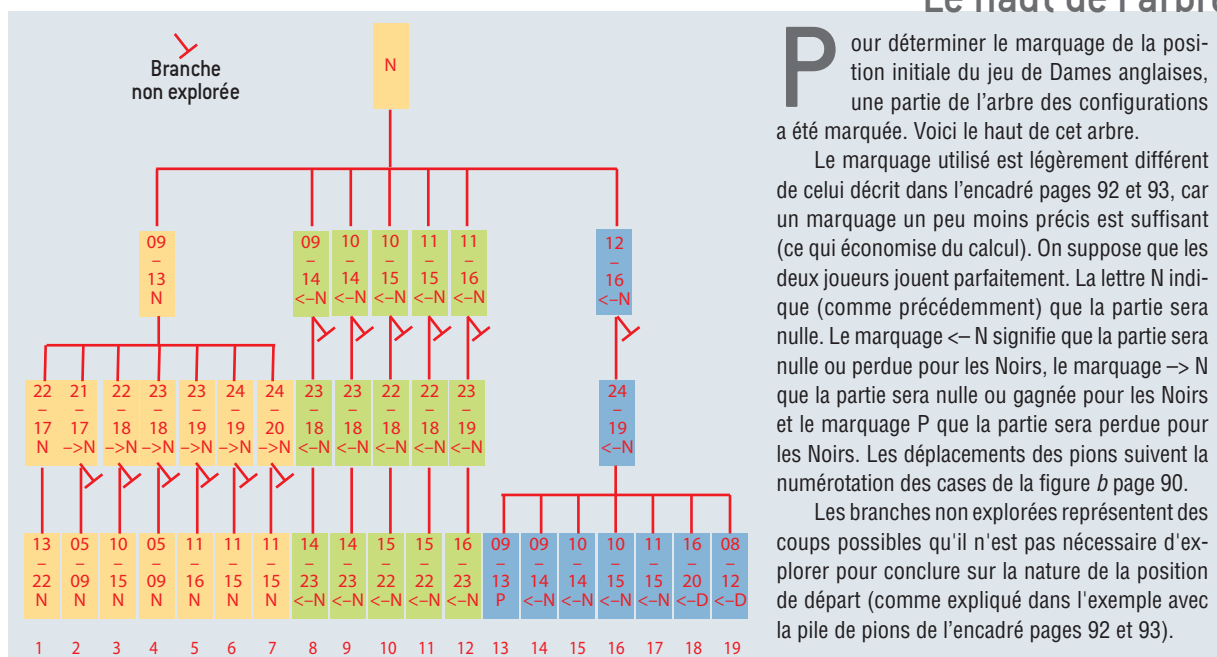 Le haut de l'arbre
Branche
non explorée
N
09 – 13 N
09 – 14 <–N
10 – 14 <–N
10 – 15 <–N
11 – 15 <–N
11 – 16 <–N
12 – 16 <–N
22 – 17 N
21 – 17 –>N
22 – 18 –>N
23 – 18 –>N
23 – 19 –>N
24 – 19 –>N
24 – 20 –>N
23 – 18 <–N
23 – 18 <–N
22 – 18 <–N
22 – 18 <–N
23 – 19 <–N
24 – 19 <–N
13 – 22 N
05 – 09 N
10 – 15 N
05 – 09 N
11 – 16 N
11 – 15 N
11 – 15 N
14 – 23 <–N
14 – 23 <–N
15 – 22 <–N
15 – 22 <–N
16 – 23 <–N
09 – 13 P
09 – 14 <–N
10 – 14 <–N
10 – 15 <–N
11 – 15 <–N
16 – 20 <–D
08 – 12 <–D
1 2 3 4 5 6 7 8 9 10 11 12 13 14 15 16 17 18 19
Pour déterminer le marquage de la posi-
tion initiale du jeu de Dames anglaises,
une partie de l'arbre des configurations
a été marquée. Voici le haut de cet arbre.
Le marquage utilisé est légèrement différent
de celui décrit dans l'encadré pages 92 et 93, car
un marquage un peu moins précis est suffisant
(ce qui économise du calcul). On suppose que les
deux joueurs jouent parfaitement. La lettre N indi-
que (comme précédemment) que la partie sera
nulle. Le marquage <– N signifie que la partie sera
nulle ou perdue pour les Noirs, le marquage –> N
que la partie sera nulle ou gagnée pour les Noirs
et le marquage P que la partie sera perdue pour
les Noirs. Les déplacements des pions suivent la
numérotation des cases de la figure b page 90.
Les branches non explorées représentent des
coups possibles qu'il n'est pas nécessaire d'ex-
plorer pour conclure sur la nature de la position
de départ (comme expliqué dans l'exemple avec
la pile de pions de l'encadré pages 92 et 93).